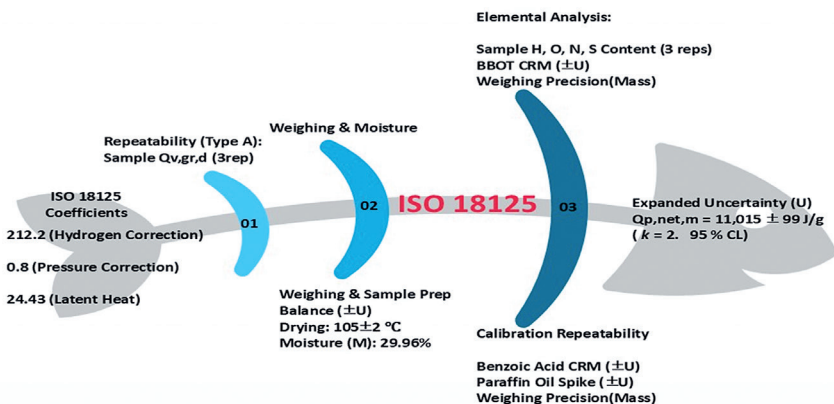 Elemental Analysis:
Sample H, O, N, S Content (3 reps)
BBOT CRM (±U)
Weighing Precision(Mass)
Repeatability (Type A):
Sample Qv,gr,d (3rep)
Weighing & Moisture
ISO 18125
Coefficients
212.2 (Hydrogen Correction)
0.8 (Pressure Correction)
24.43 (Latent Heat)
01
02
ISO 18125
03
Expanded Uncertainty (U)
Qp,net,m = 11,015 ± 99 J/g
( k = 2. 95 % CL)
Weighing & Sample Prep
Balance (±U)
Drying: 105±2 °C
Moisture (M): 29.96%
Calibration Repeatability
Benzoic Acid CRM (±U)
Paraffin Oil Spike (±U)
Weighing Precision(Mass)